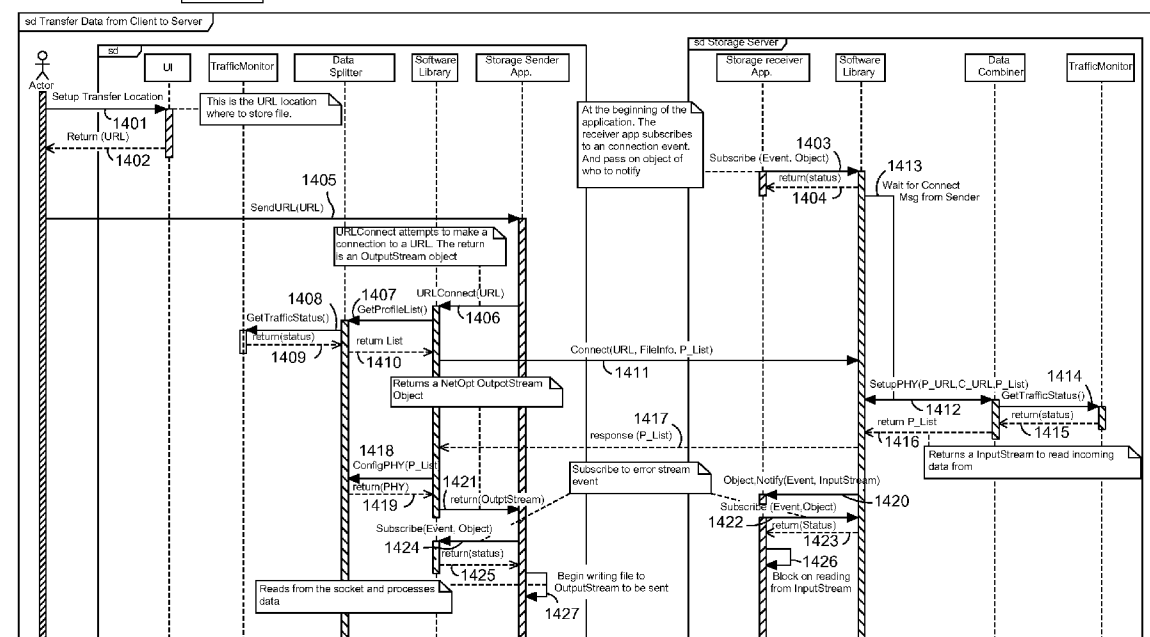 sd Transfer Data from Client to Server
sd
sd Storage Server
Actor
UI
TrafficMonitor
Data
Splitter
Software
Library
Storage Sender
App.
Storage receiver
App.
Software
Library
Data
Combiner
TrafficMonitor
Setup Transfer Location
1401
This is the URL location
where to store file.
Return (URL)
1402
At the beginning of the
application. The
receiver app subscribes
to an connection event.
And pass on object of
who to notify
1403
Subscribe (Event, Object)
return(status)
1404
1413
Wait for Connect
Msg from Sender
1405
SendURL(URL)
URLConnect attempts to make a
connection to a URL. The return
is an OutputStream object
URLConnect(URL)
1406
1407
GetProfileList()
1408
GetTrafficStatus()
return(status)
1409
return List
1410
Connect(URL, FileInfo, P_List)
1411
Returns a NetOpt OutpotStream
Object
SetupPHY(P_URL,C_URL,P_List)
1412
1414
GetTrafficStatus()
return(status)
1415
return P_List
1416
1417
response (P_List)
Returns a InputStream to read incoming
data from
1418
ConfigPHY(P_List
return(PHY)
1419
1421
return(OutptStream)
Subscribe to error stream
event
Object,Notify(Event, InputStream)
1420
Subscribe (Event,Object)
1422
return(Status)
1423
Subscribe(Event, Object)
1424
return(status)
1425
1426
Block on reading
from InputStream
Reads from the socket and processes
data
Begin writing file to
OutputStream to be sent
1427